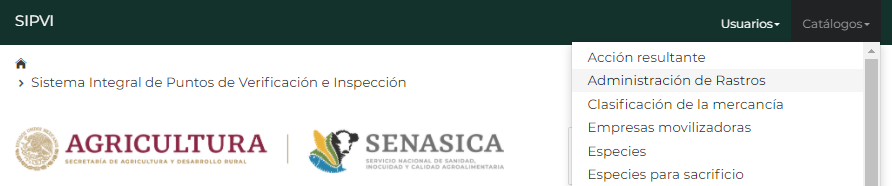 SIPVI
Usuarios
Catálogos
Acción resultante
Administración de Rastros
Clasificación de la mercancía
Empresas movilizadoras
Especies
Especies para sacrificio
Sistema Integral de Puntos de Verificación e Inspección
AGRICULTURA
SECRETARÍA DE AGRICULTURA Y DESARROLLO RURAL
SENASICA
SERVICIO NACIONAL DE SANIDAD,
INOCUIDAD Y CALIDAD AGROALIMENTARIA